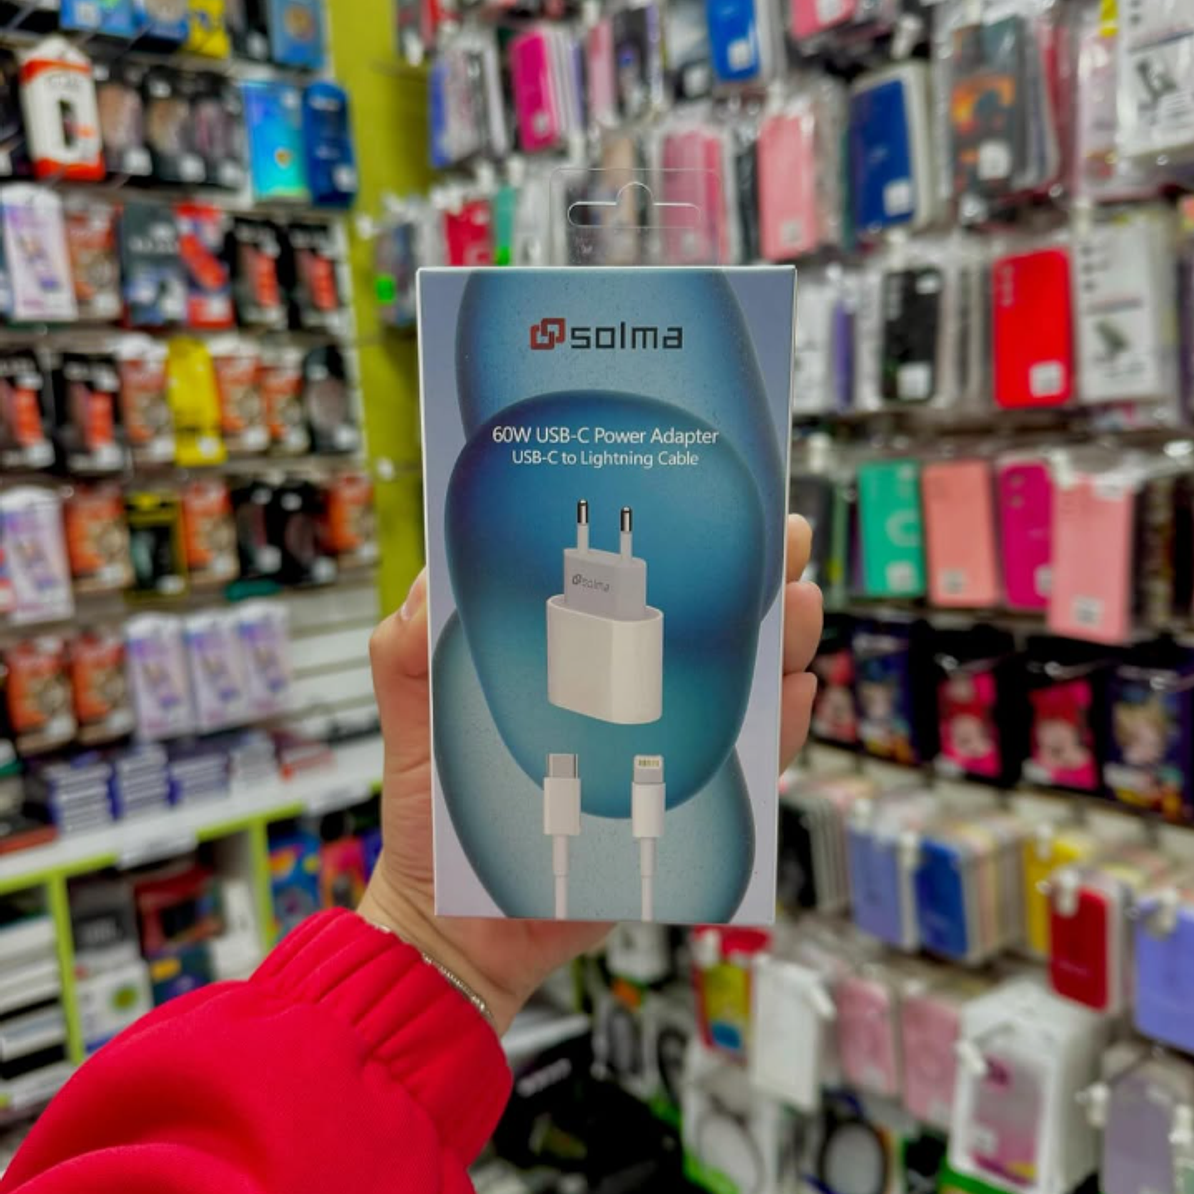 solma
60W USB-C Power Adapter
USB-C to Lightning Cable
solma